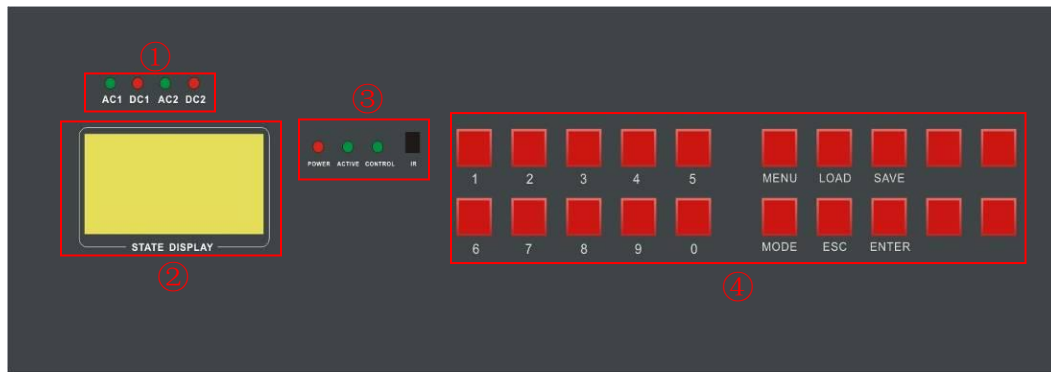 ①
AC1 DC1 AC2 DC2
③
POWER ACTIVE CONTROL IR
1 2 3 4 5 MENU LOAD SAVE
STATE DISPLAY
6 7 8 9 0 MODE ESC ENTER
②
④